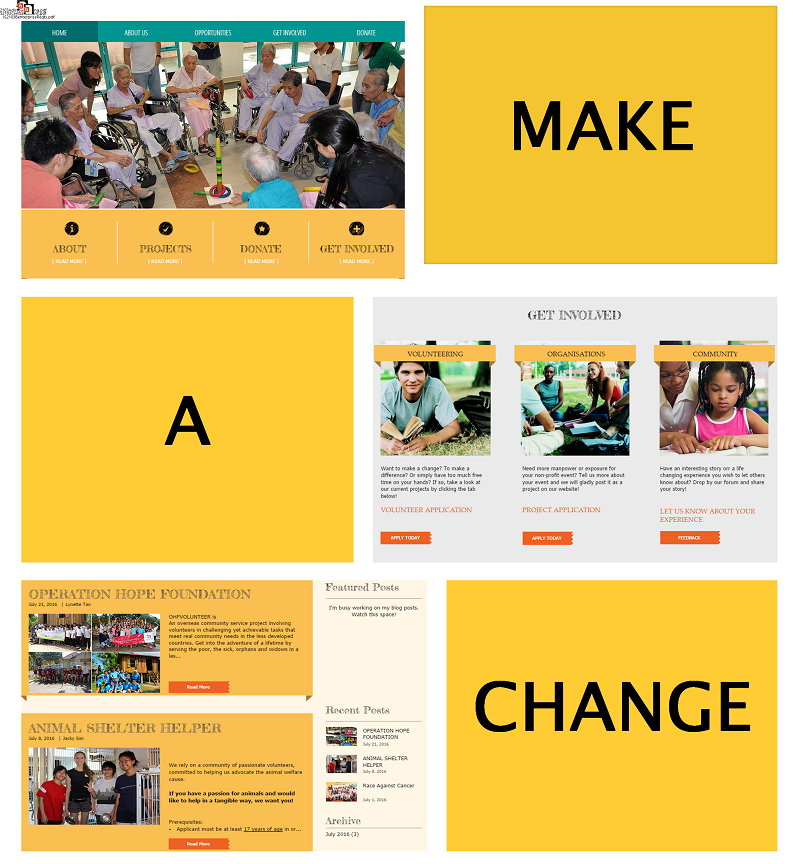 HOME ABOUT US OPPORTUNITIES GET INVOLVED DONATE
ABOUT PROJECTS DONATE GET INVOLVED
[ READ MORE ] [ READ MORE ] [ READ MORE ] [ READ MORE ]
MAKE
A
GET INVOLVED
VOLUNTEERING
Want to make a change? To make a
difference? Or simply have too much free
time on your hands? If so, take a look at
our current projects by clicking the tab
below!
VOLUNTEER APPLICATION
APPLY TODAY
ORGANISATIONS
Need more manpower or exposure for
your non-profit event? Tell us more about
your event and we will gladly post it as a
project on our website!
PROJECT APPLICATION
APPLY TODAY
COMMUNITY
Have an interesting story orr a life
changing experience you wish to let others
know about? Drop by our forum and share
your story!
LET US KNOW ABOUT YOUR
EXPERIENCE
FEEDBACK
OPERATION HOPE FOUNDATION
July 21, 2016 | Lynette Tan
OHPVOLUNTEER is
An overseas community service project involving
volunteers in challenging yet achievable tasks that
meet real community needs in the less developed
countries. Get into the adventure of a lifetime by
serving the poor, the sick, orphans and widows in a
les...
Read More
ANIMAL SHELTER HELPER
July 8, 2016 | Jacky Sim
We rely on a community of passionate volunteers,
committed to helping us advocate the animal welfare
cause.
If you have a passion for animals and would
like to help in a tangible way, we want you!
Prerequisites:
• Applicant must be at least 17 years of age in or...
Read More
Featured Posts
I'm busy working on my blog posts.
Watch this space!
Recent Posts
OPERATION HOPE
FOUNDATION
July 21, 2016
ANIMAL SHELTER
HELPER
July 8, 2016
Race Against Cancer
July 1, 2016
Archive
July 2016 (3)
CHANGE